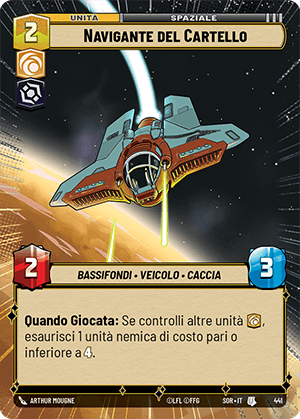 2
UNITÀ
SPAZIALE
NAVIGANTE DEL CARTELLO
2
3
BASSIFONDI • VEICOLO • CACCIA
Quando Giocata: Se controlli altre unità ,
esaurisci 1 unità nemica di costo pari o
inferiore a 4.
ARTHUR MOUGNE
©LFL ©FFG
SOR • IT
441